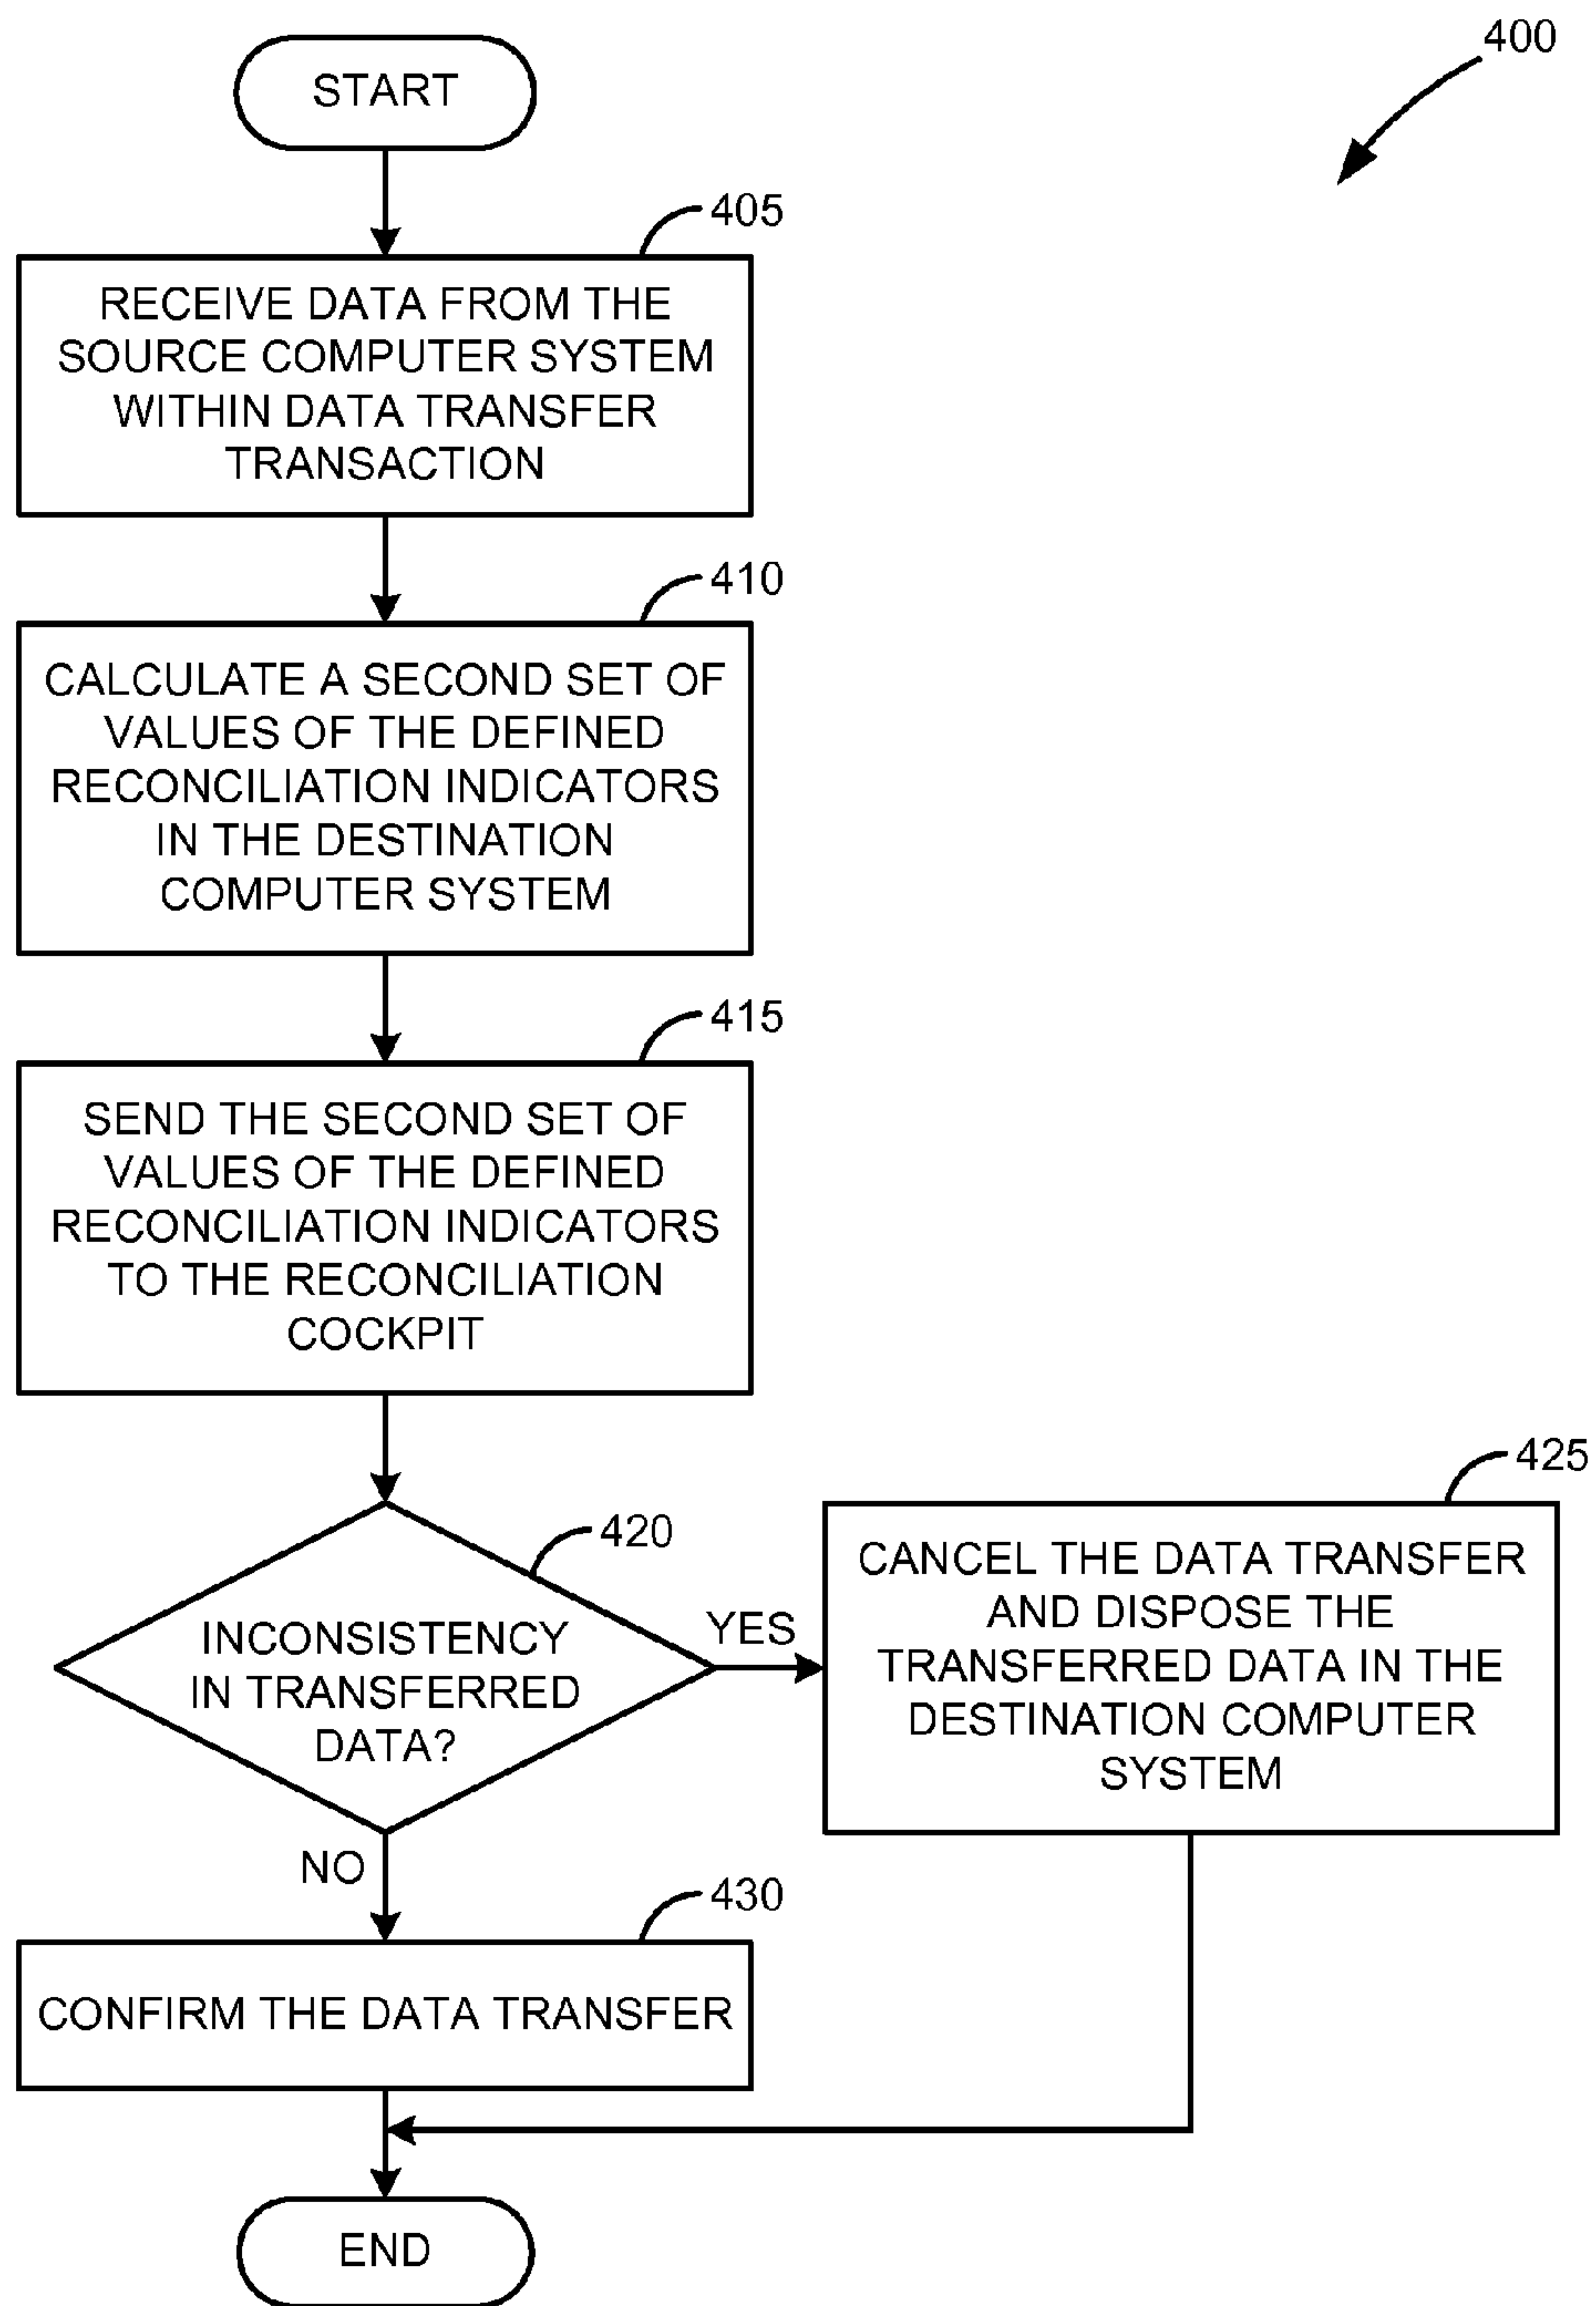 400
START
405
RECEIVE DATA FROM THE
SOURCE COMPUTER SYSTEM
WITHIN DATA TRANSFER
TRANSACTION
410
CALCULATE A SECOND SET OF
VALUES OF THE DEFINED
RECONCILIATION INDICATORS
IN THE DESTINATION
COMPUTER SYSTEM
415
SEND THE SECOND SET OF
VALUES OF THE DEFINED
RECONCILIATION INDICATORS
TO THE RECONCILIATION
COCKPIT
420
INCONSISTENCY
IN TRANSFERRED
DATA?
YES
425
CANCEL THE DATA TRANSFER
AND DISPOSE THE
TRANSFERRED DATA IN THE
DESTINATION COMPUTER
SYSTEM
NO
430
CONFIRM THE DATA TRANSFER
END